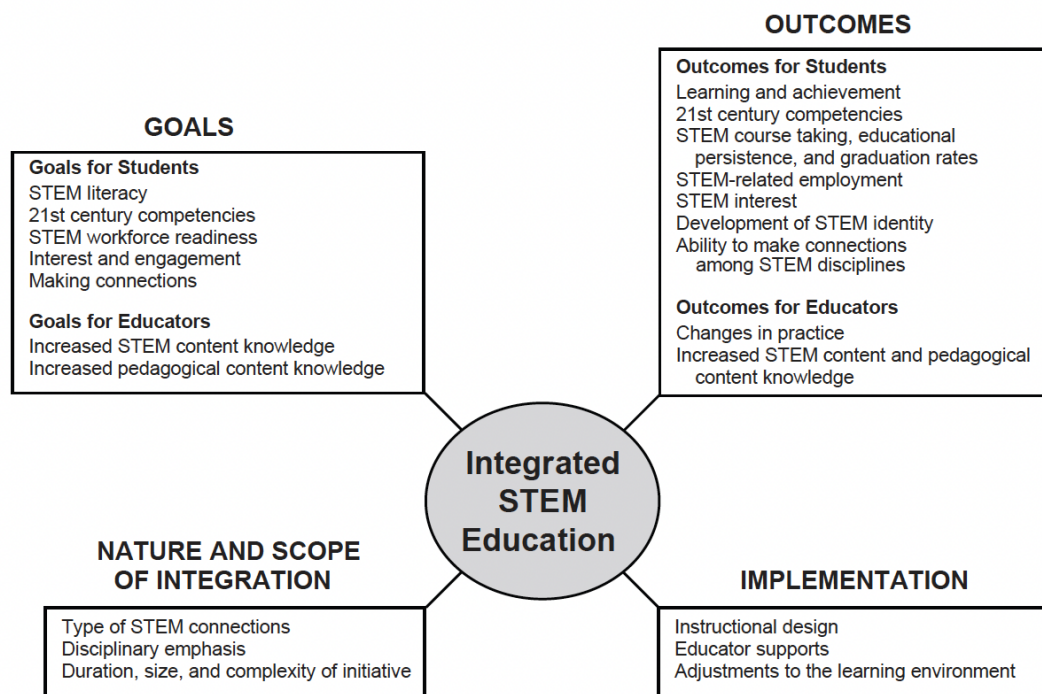 GOALS
Goals for Students
STEM literacy
21st century competencies
STEM workforce readiness
Interest and engagement
Making connections
Goals for Educators
Increased STEM content knowledge
Increased pedagogical content knowledge
OUTCOMES
Outcomes for Students
Learning and achievement
21st century competencies
STEM course taking, educational
persistence, and graduation rates
STEM-related employment
STEM interest
Development of STEM identity
Ability to make connections
among STEM disciplines
Outcomes for Educators
Changes in practice
Increased STEM content and pedagogical
content knowledge
Integrated
STEM
Education
NATURE AND SCOPE
OF INTEGRATION
Type of STEM connections
Disciplinary emphasis
Duration, size, and complexity of initiative
IMPLEMENTATION
Instructional design
Educator supports
Adjustments to the learning environment